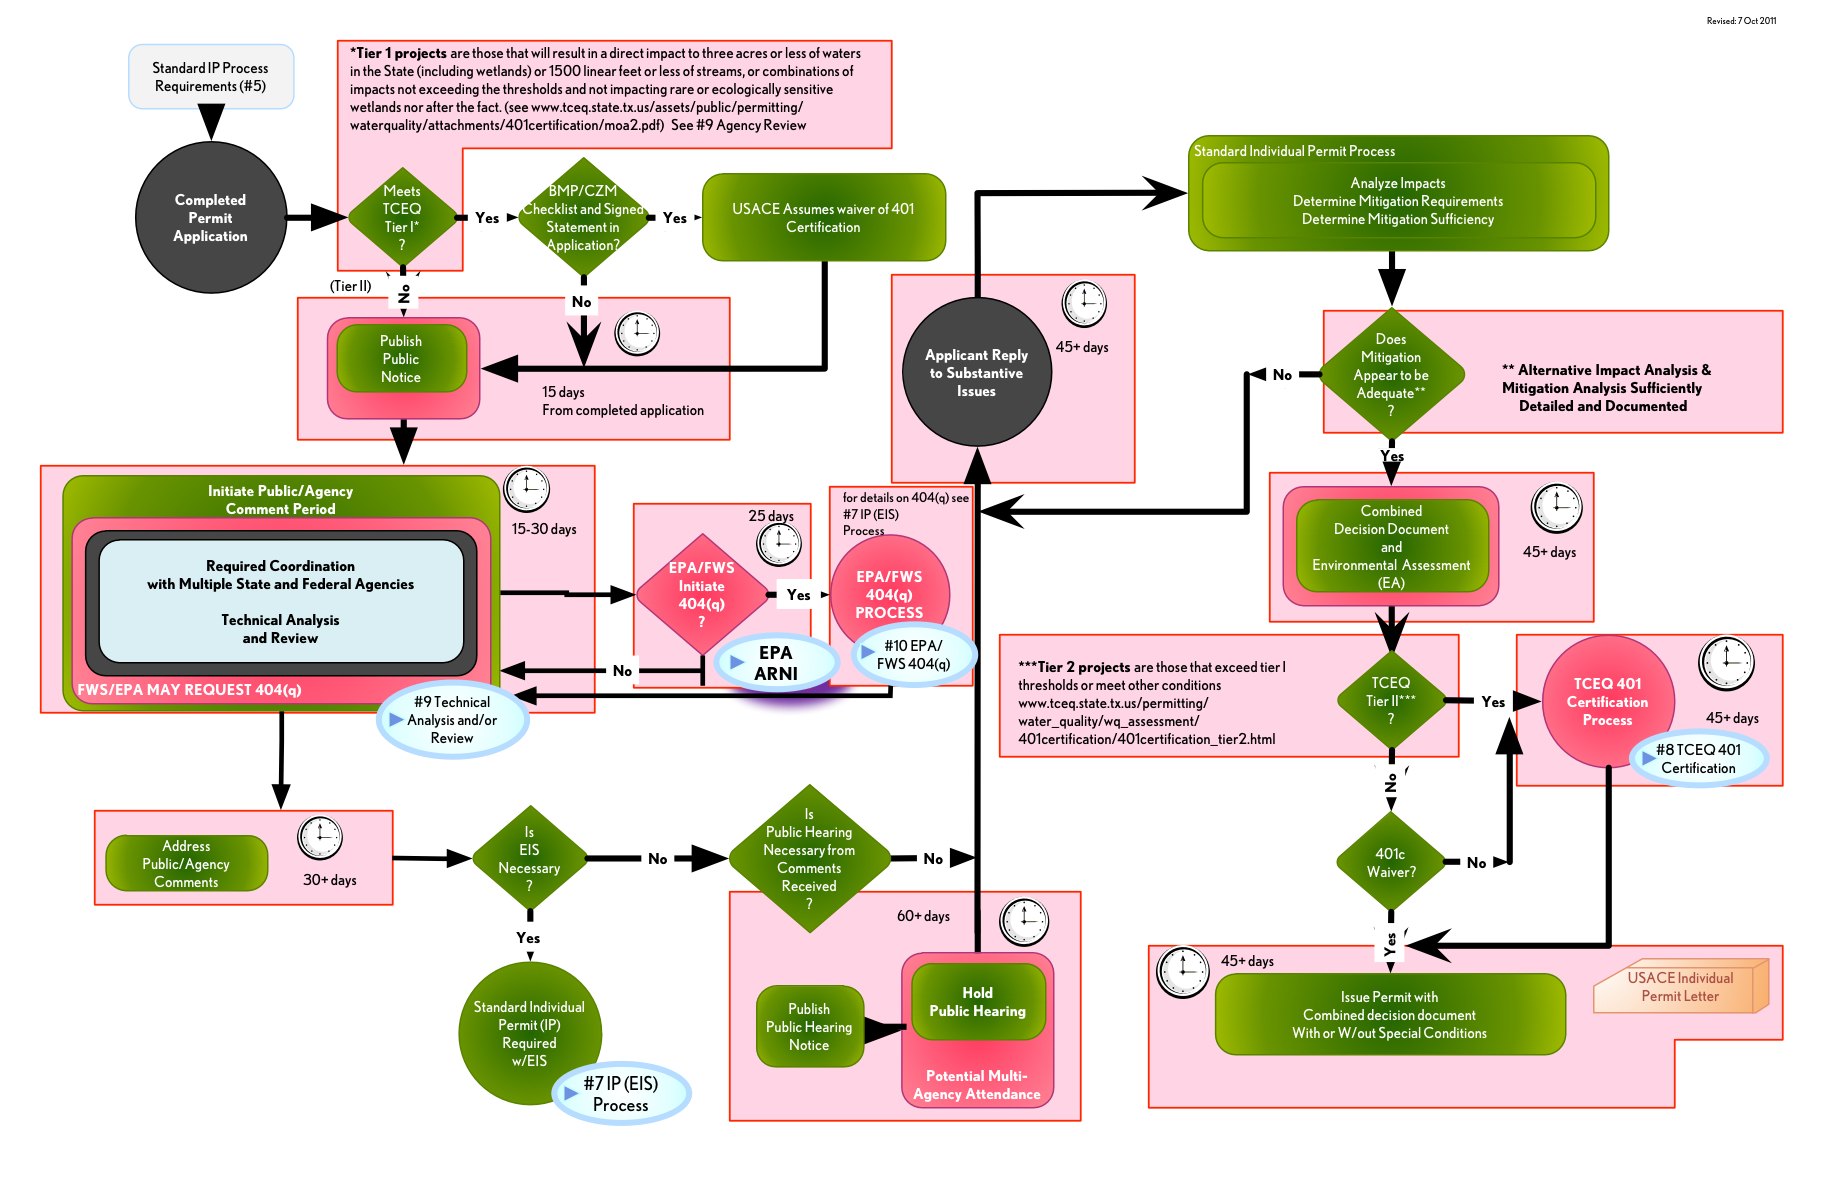 Revised: 7 Oct 2011
Standard IP Process
Requirements (#5)
*Tier 1 projects are those that will result in a direct impact to three acres or less of waters
in the State (including wetlands) or 1500 linear feet or less of streams, or combinations of
impacts not exceeding the thresholds and not impacting rare or ecologically sensitive
wetlands nor after the fact. (see www.tceq.state.tx.us/assets/public/permitting/
waterquality/attachments/401certification/moa2.pdf) See #9 Agency Review
Completed
Permit
Application
Meets
TCEQ
Tier I*
?
Yes
BMP/CZM
Checklist and Signed
Statement in
Application?
Yes
USACE Assumes waiver of 401
Certification
(Tier II)
No
No
Publish
Public
Notice
15 days
From completed application
Initiate Public/Agency
Comment Period
15-30 days
Required Coordination
with Multiple State and Federal Agencies
Technical Analysis
and Review
FWS/EPA MAY REQUEST 404(q)
#9 Technical
Analysis and/or
Review
25 days
EPA/FWS
Initiate
404(q)
?
Yes
No
EPA
ARNI
for details on 404(q) see
#7 IP (EIS)
Process
EPA/FWS
404(q)
PROCESS
#10 EPA/
FWS 404(q)
Address
Public/Agency
Comments
30+ days
Is
EIS
Necessary
?
No
Yes
Standard Individual
Permit (IP)
Required
w/EIS
#7 IP (EIS)
Process
Is
Public Hearing
Necessary from
Comments
Received
?
No
60+ days
Publish
Public Hearing
Notice
Hold
Public Hearing
Potential Multi-
Agency Attendance
Applicant Reply
to Substantive
Issues
45+ days
Standard Individual Permit Process
Analyze Impacts
Determine Mitigation Requirements
Determine Mitigation Sufficiency
Does
Mitigation
Appear to be
Adequate**
?
No
Yes
** Alternative Impact Analysis &
Mitigation Analysis Sufficiently
Detailed and Documented
Combined
Decision Document
and
Environmental Assessment
(EA)
45+ days
***Tier 2 projects are those that exceed tier I
thresholds or meet other conditions
www.tceq.state.tx.us/permitting/
water_quality/wq_assessment/
401certification/401certification_tier2.html
TCEQ
Tier II***
?
Yes
No
TCEQ 401
Certification
Process
45+ days
#8 TCEQ 401
Certification
401c
Waiver?
No
Yes
45+ days
Issue Permit with
Combined decision document
With or W/out Special Conditions
USACE Individual
Permit Letter